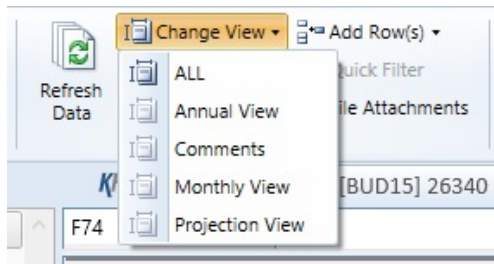 Change View
Add Row(s)
Refresh
Data
ALL
Quick Filter
Annual View
ile Attachments
Comments
Monthly View
[BUD15] 26340
Projection View
F74